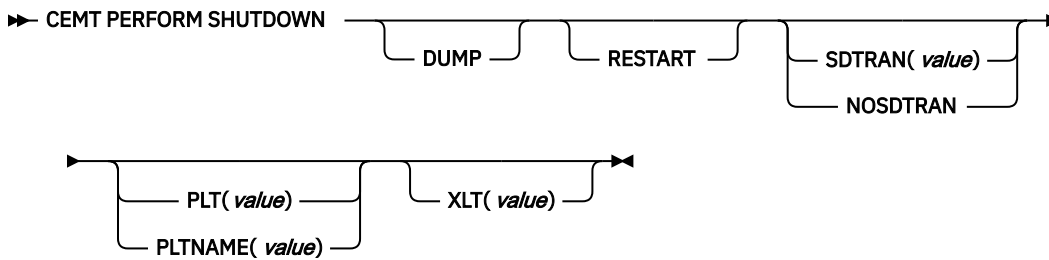 CEMT PERFORM SHUTDOWN
DUMP
RESTART
SDTRAN( value)
NOSDTRAN
PLT( value)
PLTNAME( value)
XLT( value)